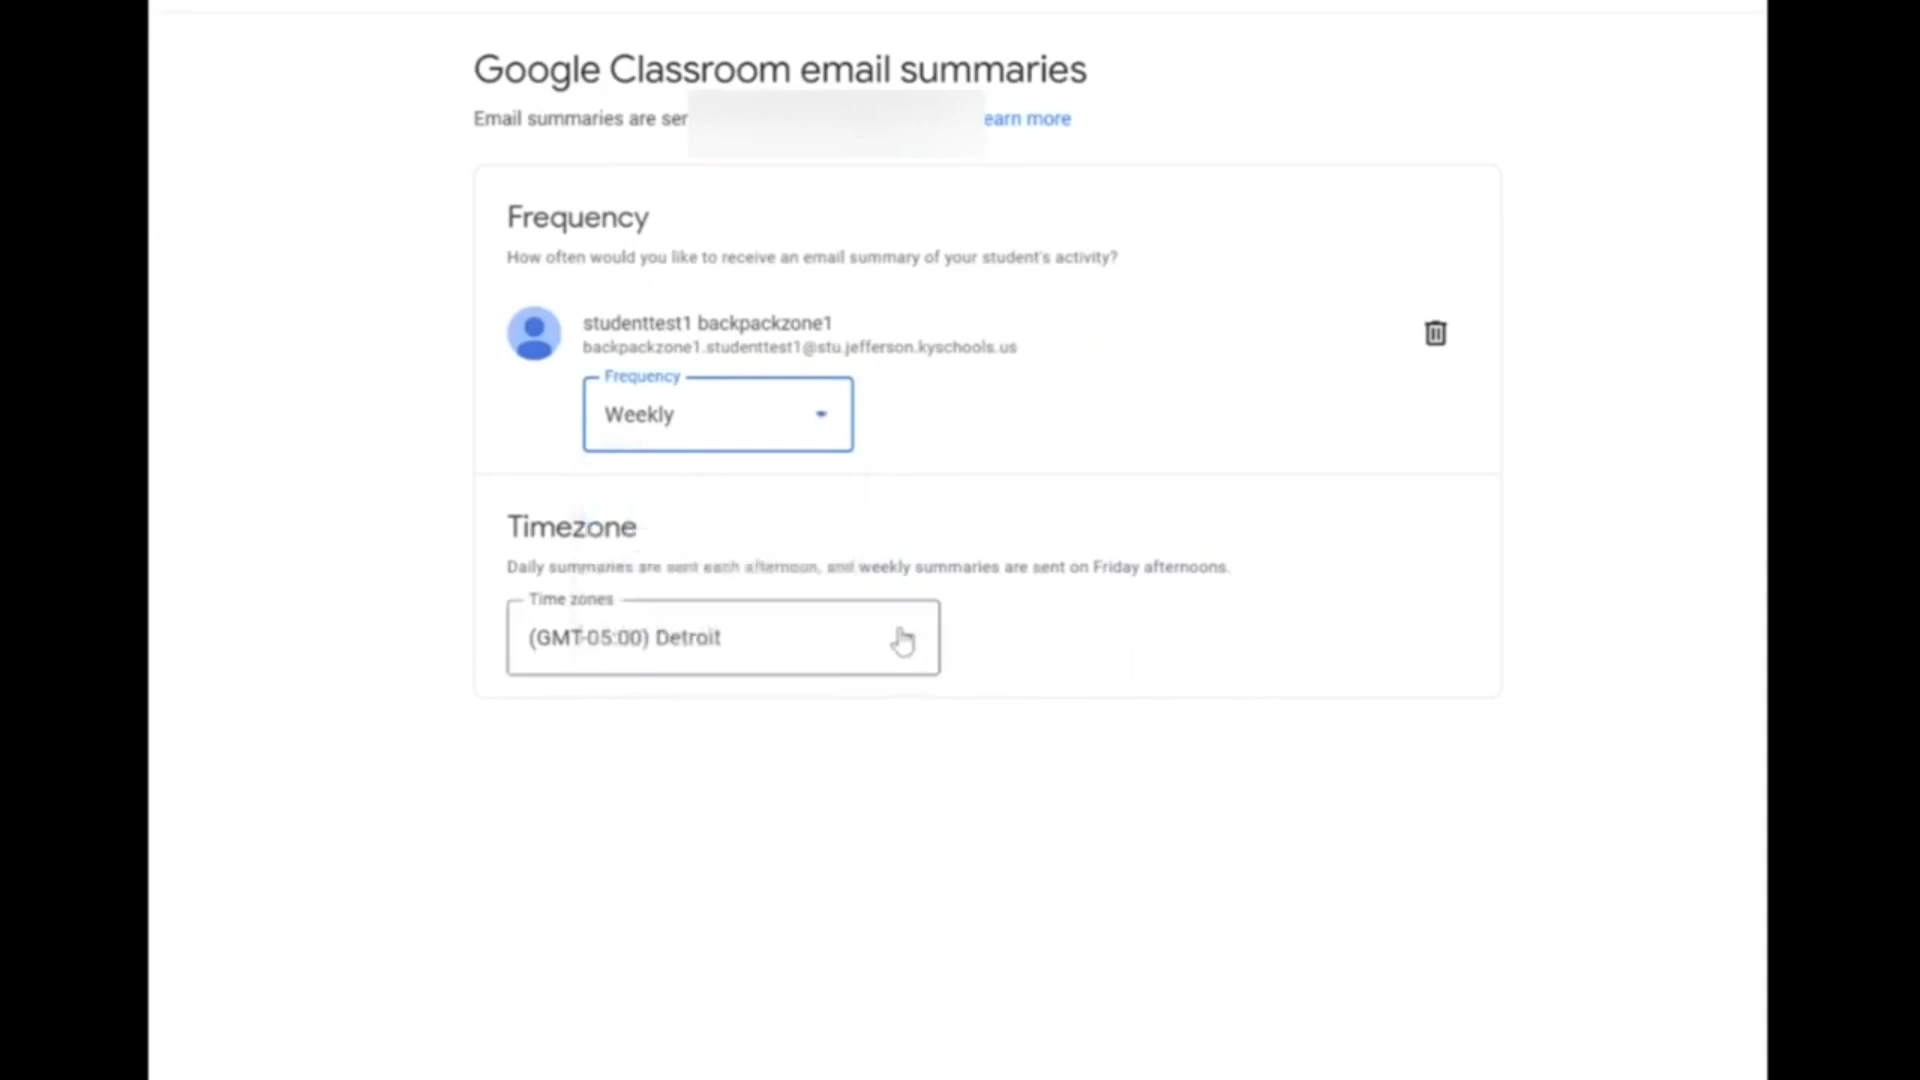 Google Classroom email summaries
Email summaries are earn more
Frequency
How often would you like to receive an email summary of your student's activity?
studenttest1 backpackzone1
backpackzone1.studenttest1@stu.jefferson.kyschools.us
Frequency
Weekly
Timezone
Daily summaries are sent each afternoon, and weekly summaries are sent on Friday afternoons.
Time zones
(GMT-05:00) Detroit